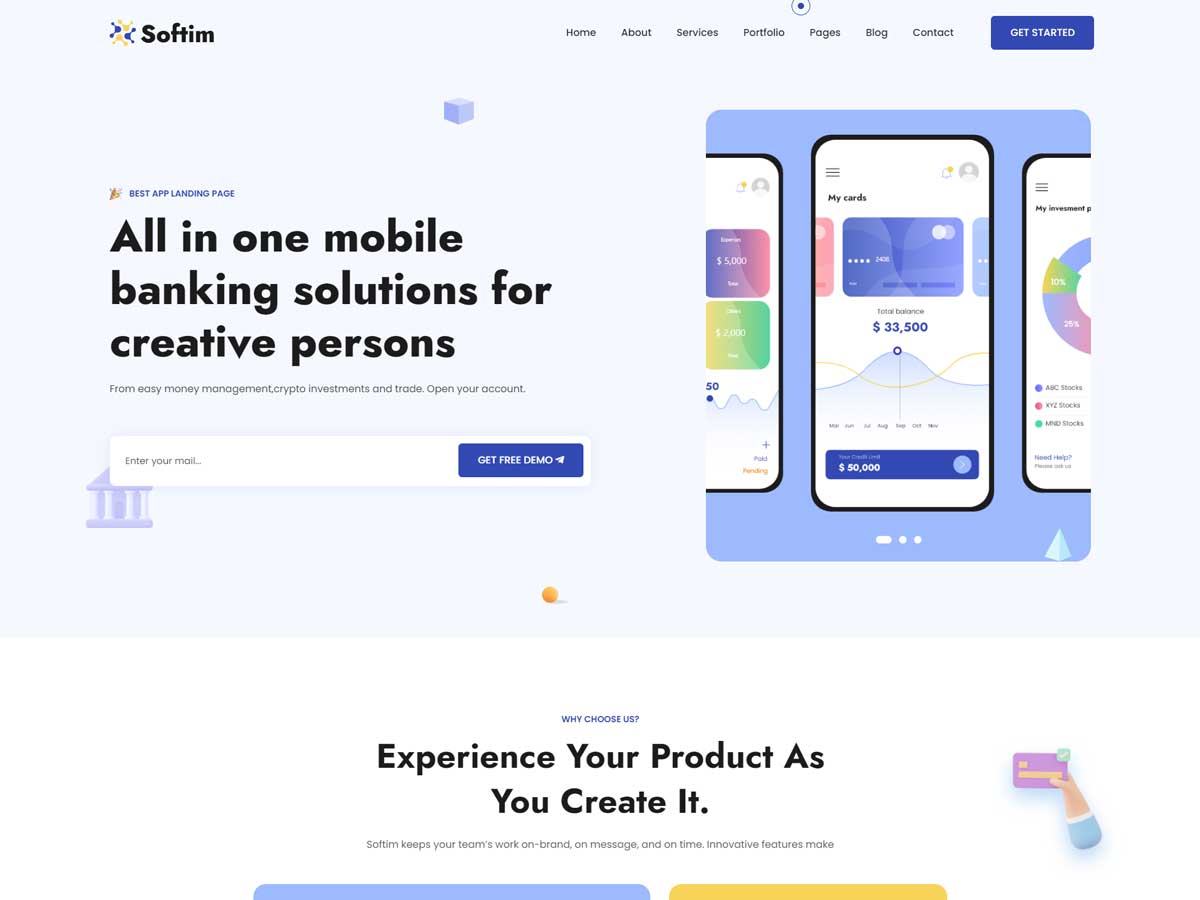 Softim
Home About Services Portfolio Pages Blog Contact GET STARTED
BEST APP LANDING PAGE
All in one mobile
banking solutions for
creative persons
From easy money management,crypto investments and trade. Open your account.
Enter your mail...
GET FREE DEMO
$ 5,000
Total
$ 2,000
50
Paid
Pending
My cards
2436
Total balance
$ 33,500
Mar Jun Jul Aug Sep Oct Nov
Your Credit Limit
$ 50,000
My invesment p
10%
25%
ABC Stocks
XYZ Stocks
MND Stocks
Need Help?
Please ask us
WHY CHOOSE US?
Experience Your Product As
You Create It.
Softim keeps your team's work on-brand, on message, and on time. Innovative features make